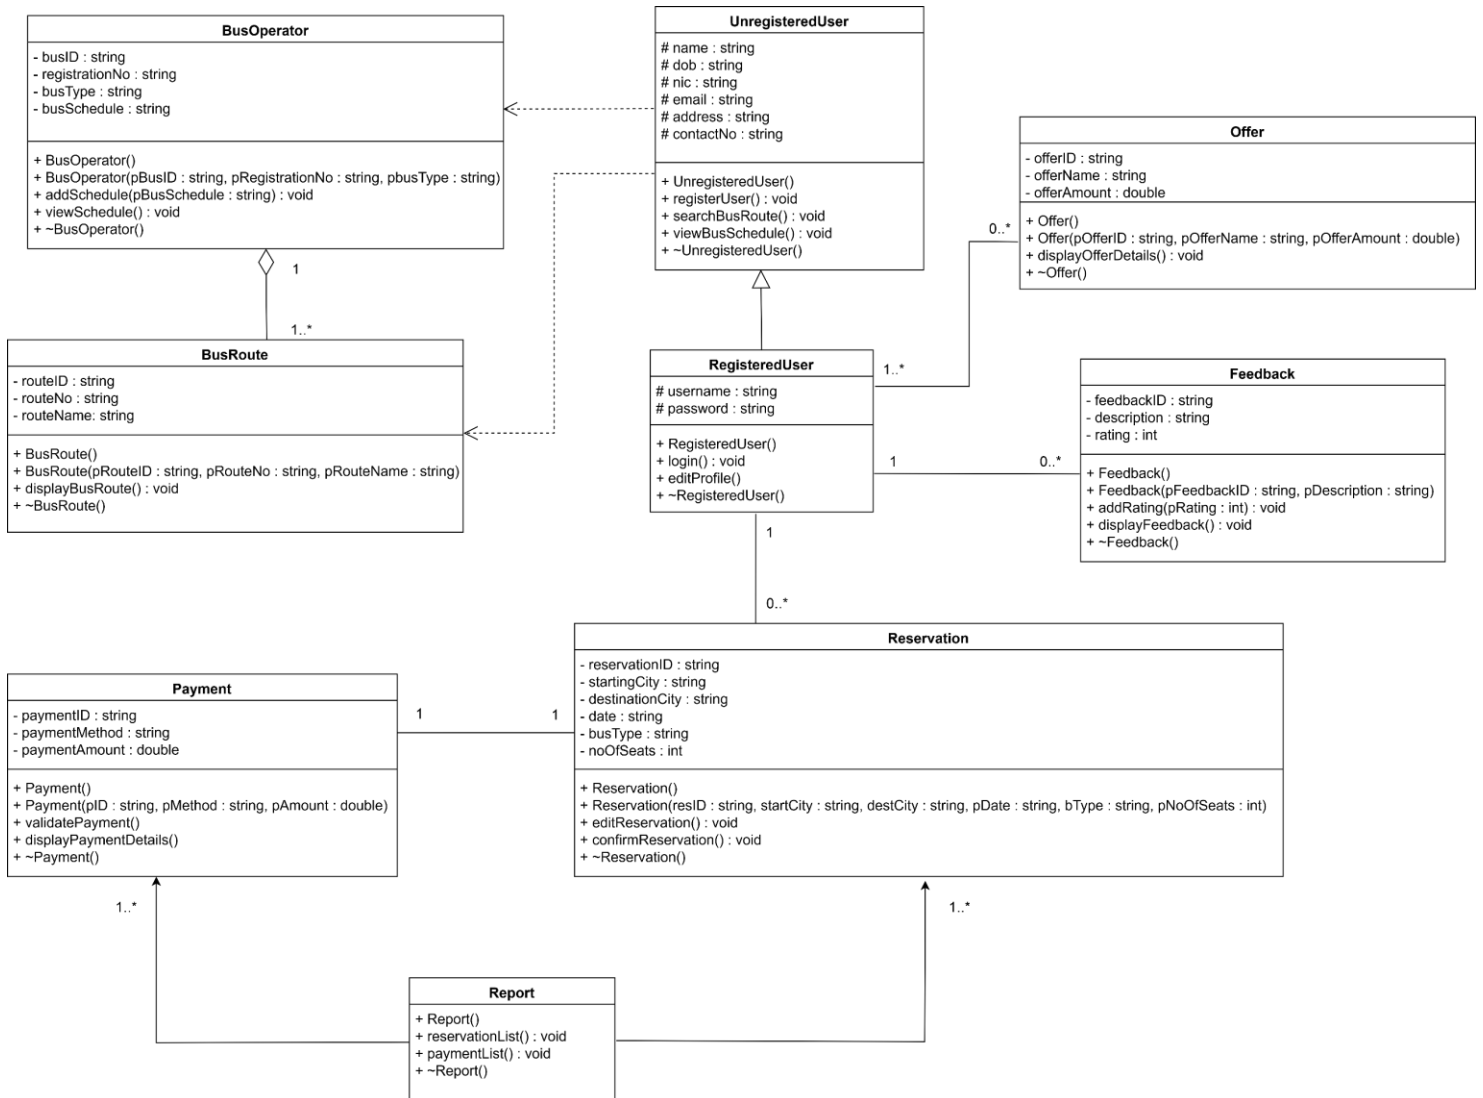 BusOperator
- busID : string
- registrationNo : string
- busType : string
- busSchedule : string
+ BusOperator()
+ BusOperator(pBusID : string, pRegistrationNo : string, pbusType : string)
+ addSchedule(pBusSchedule : string) : void
+ viewSchedule() : void
+ ~BusOperator()
1
1..*
BusRoute
- routeID : string
- routeNo : string
- routeName: string
+ BusRoute()
+ BusRoute(pRouteID : string, pRouteNo : string, pRouteName : string)
+ displayBusRoute() : void
+ ~BusRoute()
UnregisteredUser
# name : string
# dob : string
# nic : string
# email : string
# address : string
# contactNo : string
+ UnregisteredUser()
+ registerUser() : void
+ searchBusRoute() : void
+ viewBusSchedule() : void
+ ~UnregisteredUser()
Offer
- offerID : string
- offerName : string
- offerAmount : double
+ Offer()
+ Offer(pOfferID : string, pOfferName : string, pOfferAmount : double)
+ displayOfferDetails() : void
+ ~Offer()
0..*
1..*
RegisteredUser
# username : string
# password : string
+ RegisteredUser()
+ login() : void
+ editProfile()
+ ~RegisteredUser()
1
0..*
Feedback
- feedbackID : string
- description : string
- rating : int
+ Feedback()
+ Feedback(pFeedbackID : string, pDescription : string)
+ addRating(pRating : int) : void
+ displayFeedback() : void
+ ~Feedback()
1
0..*
Reservation
- reservationID : string
- startingCity : string
- destinationCity : string
- date : string
- busType : string
- noOfSeats : int
+ Reservation()
+ Reservation(resID : string, startCity : string, destCity : string, pDate : string, bType : string, pNoOfSeats : int)
+ editReservation() : void
+ confirmReservation() : void
+ ~Reservation()
Payment
- paymentID : string
- paymentMethod : string
- paymentAmount : double
+ Payment()
+ Payment(pID : string, pMethod : string, pAmount : double)
+ validatePayment()
+ displayPaymentDetails()
+ ~Payment()
1
1
1..*
1..*
Report
+ Report()
+ reservationList() : void
+ paymentList() : void
+ ~Report()